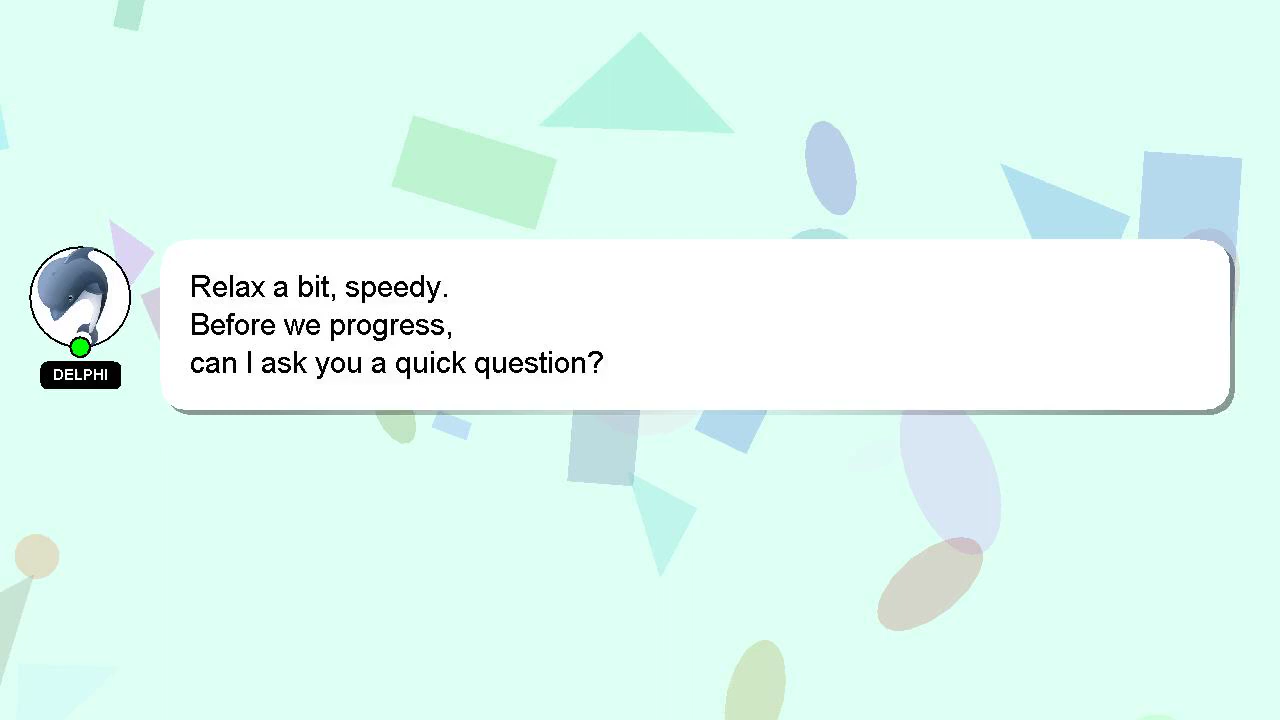 Relax a bit, speedy.
Before we progress,
can I ask you a quick question?
DELPHI